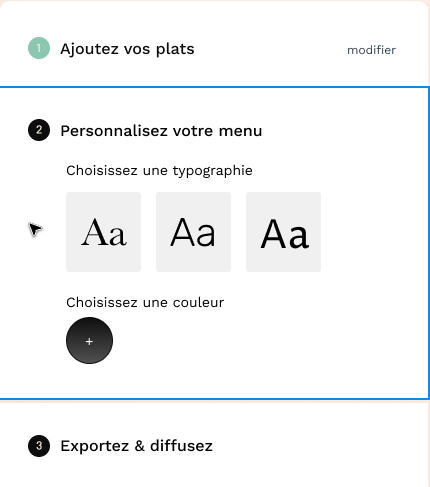 1 Ajoutez vos plats modifier
2 Personnalisez votre menu
Choisissez une typographie
Aa Aa Aa
Choisissez une couleur
+
3 Exportez & diffusez